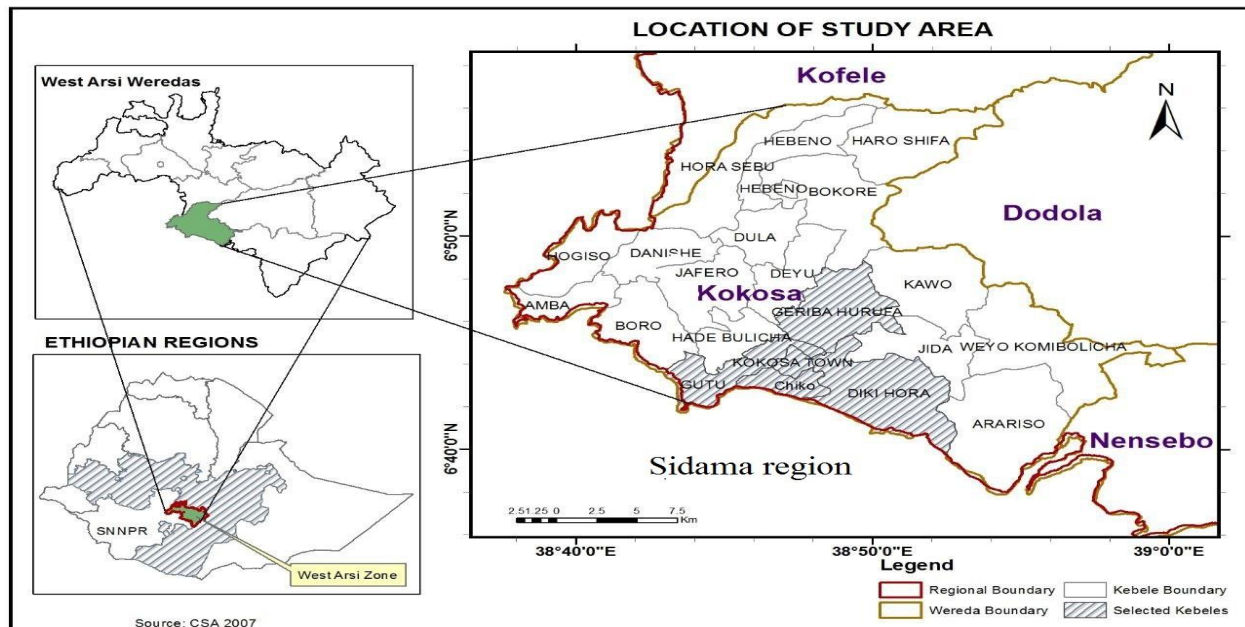 LOCATION OF STUDY AREA
West Arsi Weredas
Kofele
N
HEBENO
HARO SHIFA
HORA SEBU
HEBENO
BOKORE
Dodola
6°50'0"N
DULA
HOGISO
DANISHE
JAFERO
DEYU
KAWO
Kokosa
AMBA
GERIBA HURUFA
BORO
HADE BULICHA
JIDA
WEYO KOMIBOLICHA
KOKOSA TOWN
GUTU
Chiko
DIKI HORA
ARARISO
Nensebo
6°40'0"N
Sidama region
2.51.25 0 2.5 5 7.5
Km
38°40'0"E
38°50'0"E
39°0'0"E
ETHIOPIAN REGIONS
SNNPR
West Arsi Zone
Source: CSA 2007
Legend
Regional Boundary
Kebele Boundary
Wereda Boundary
Selected Kebeles